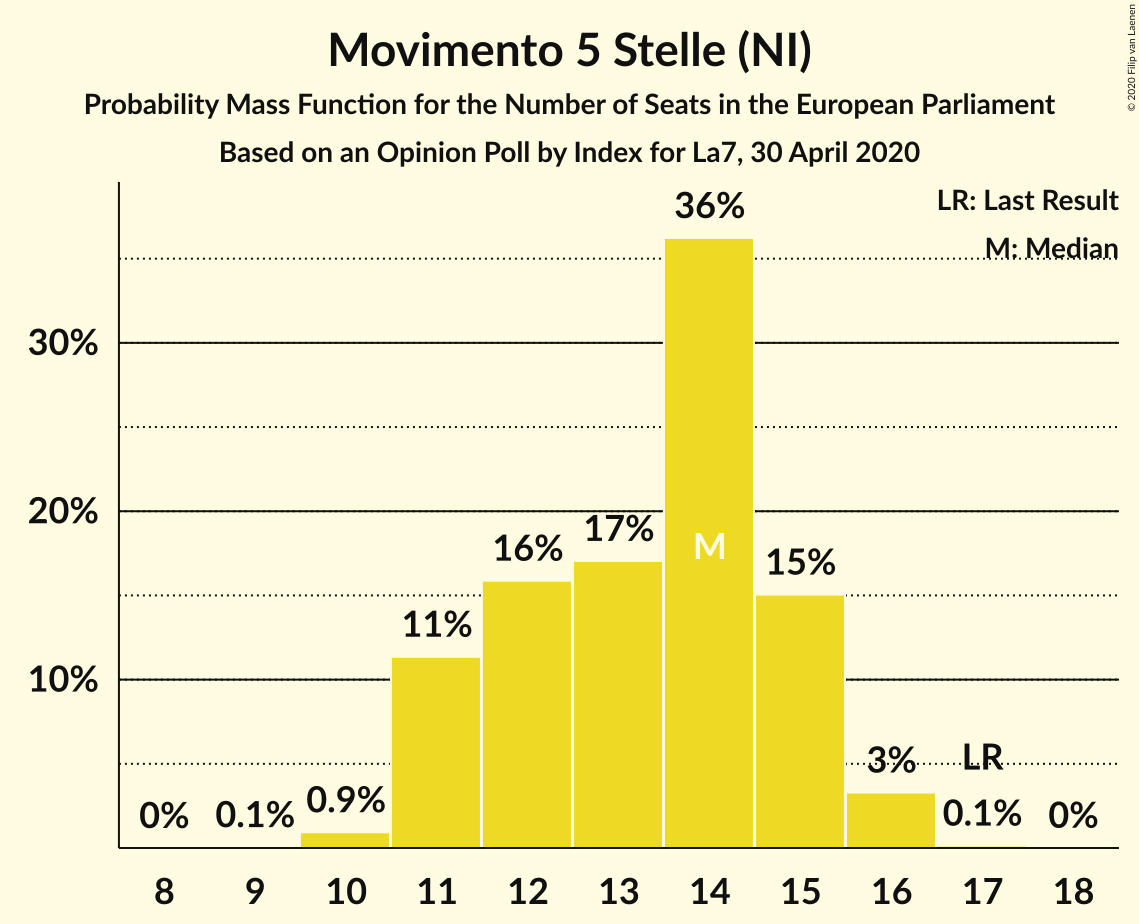 Movimento 5 Stelle (NI)
Probability Mass Function for the Number of Seats in the European Parliament
Based on an Opinion Poll by Index for La7, 30 April 2020
© 2020 Filip van Laenen
LR: Last Result
M: Median
36%
30%
20%
10%
0%
0.1%
0.9%
11%
16%
17%
M
15%
3%
LR
0.1%
0%
8 9 10 11 12 13 14 15 16 17 18